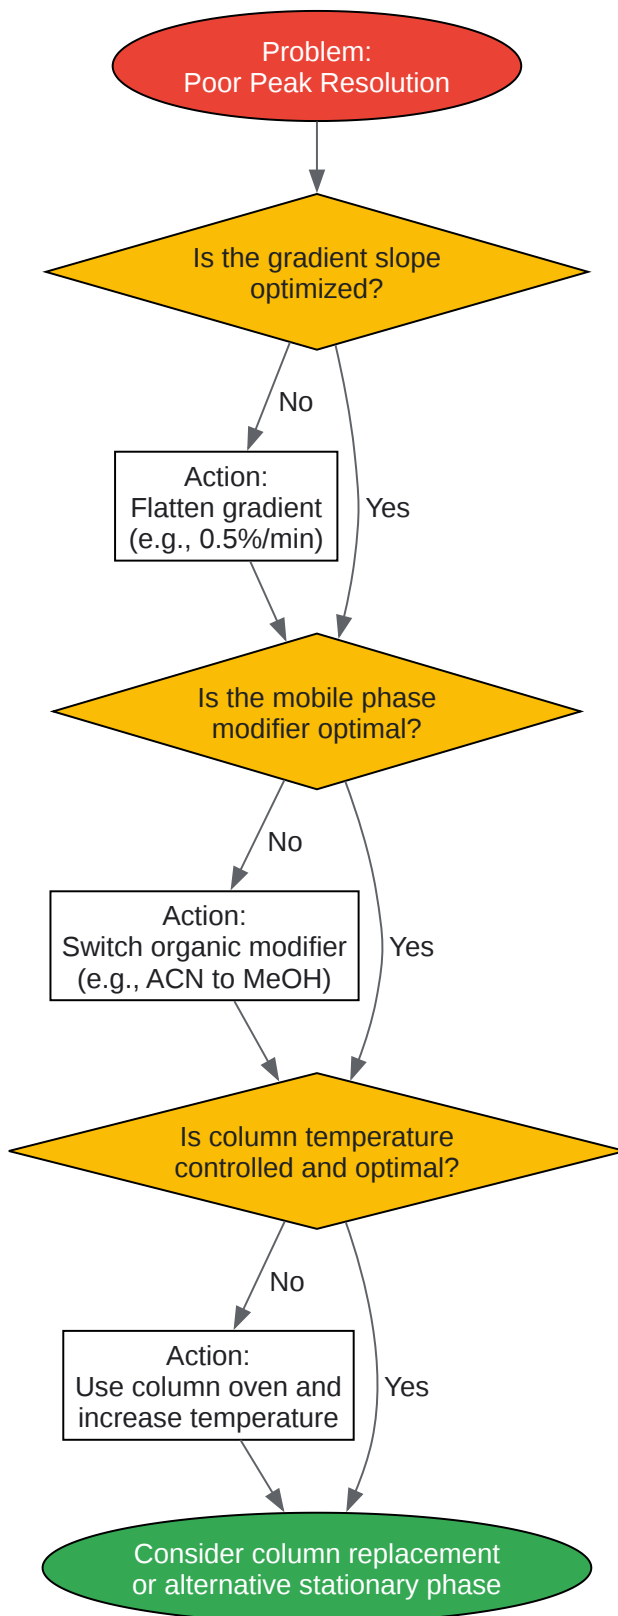 Problem:
Poor Peak Resolution
Is the gradient slope
optimized?
No
Action:
Flatten gradient
(e.g., 0.5%/min)
Yes
Is the mobile phase
modifier optimal?
No
Action:
Switch organic modifier
(e.g., ACN to MeOH)
Yes
Is column temperature
controlled and optimal?
No
Action:
Use column oven and
increase temperature
Yes
Consider column replacement
or alternative stationary phase